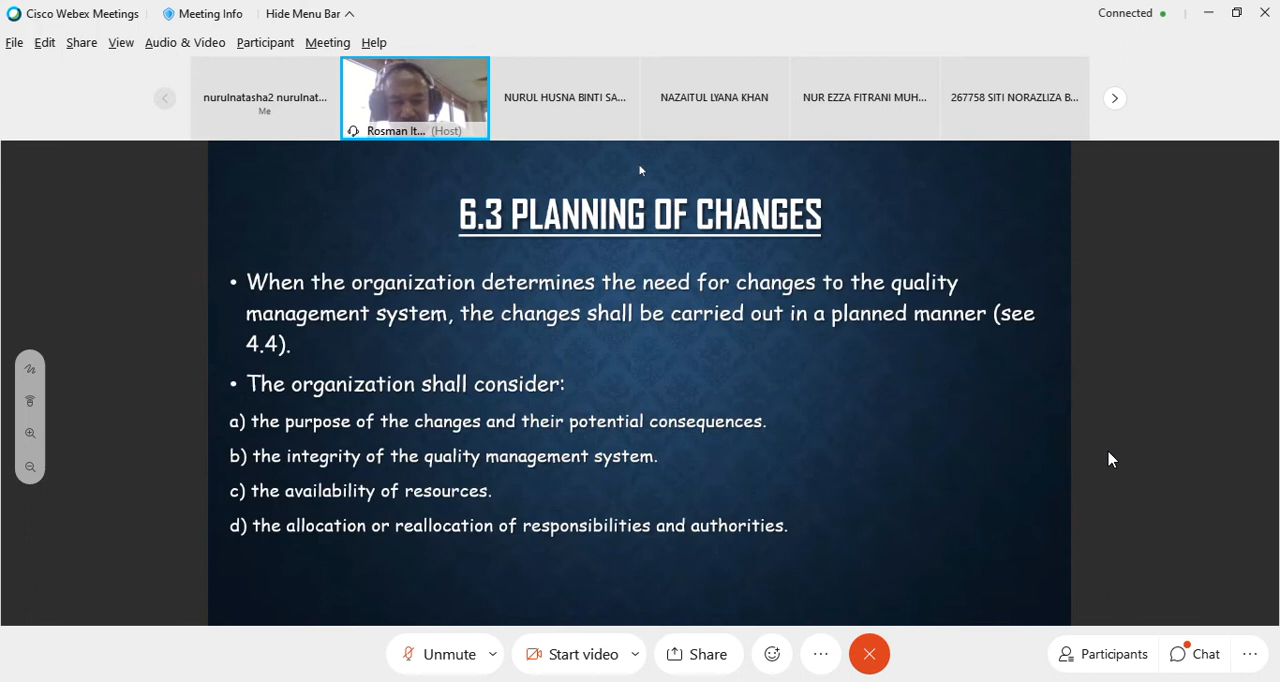 Cisco Webex Meetings
Meeting Info
Hide Menu Bar
Connected
File Edit Share View Audio & Video Participant Meeting Help
nurulnatasha2 nurulnat...
Me
Rosman It... (Host)
NURUL HUSNA BINTI SA...
NAZAITUL LYANA KHAN
NUR EZZA FITRANI MUH...
267758 SITI NORAZLIZA B...
6.3 PLANNING OF CHANGES
• When the organization determines the need for changes to the quality
management system, the changes shall be carried out in a planned manner (see
4.4).
• The organization shall consider:
a) the purpose of the changes and their potential consequences.
b) the integrity of the quality management system.
c) the availability of resources.
d) the allocation or reallocation of responsibilities and authorities.
Unmute
Start video
Share
Participants
Chat